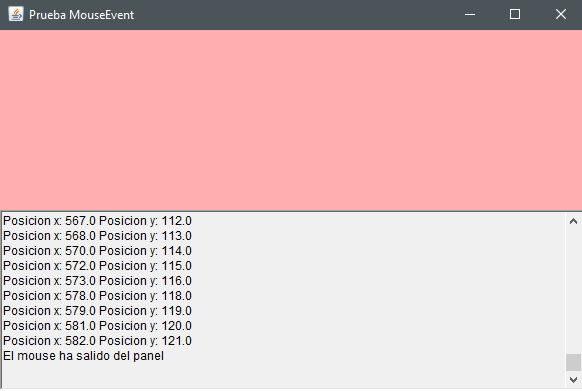 Prueba MouseEvent
Posicion x: 567.0 Posicion y: 112.0
Posicion x: 568.0 Posicion y: 113.0
Posicion x: 570.0 Posicion y: 114.0
Posicion x: 572.0 Posicion y: 115.0
Posicion x: 573.0 Posicion y: 116.0
Posicion x: 578.0 Posicion y: 118.0
Posicion x: 579.0 Posicion y: 119.0
Posicion x: 581.0 Posicion y: 120.0
Posicion x: 582.0 Posicion y: 121.0
El mouse ha salido del panel